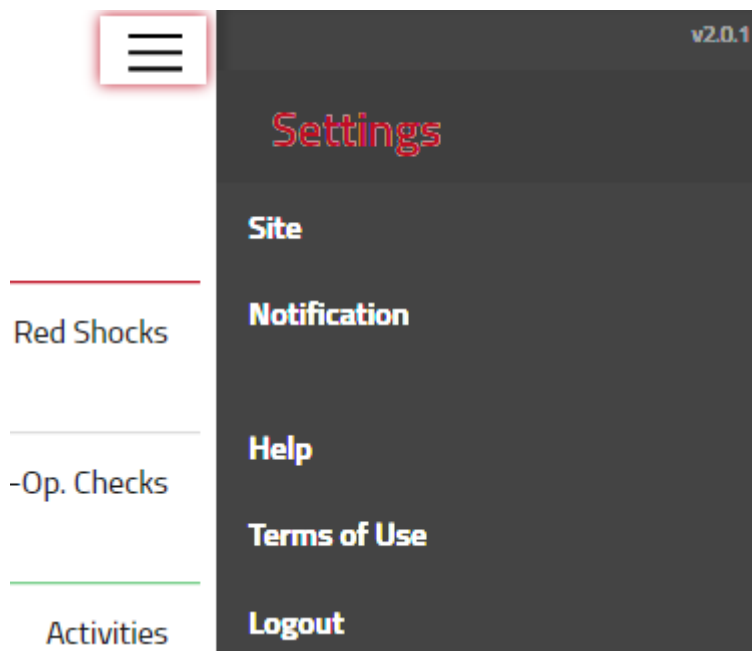 v2.0.1
Settings
Site
Notification
Red Shocks
Help
-Op. Checks
Terms of Use
Logout
Activities